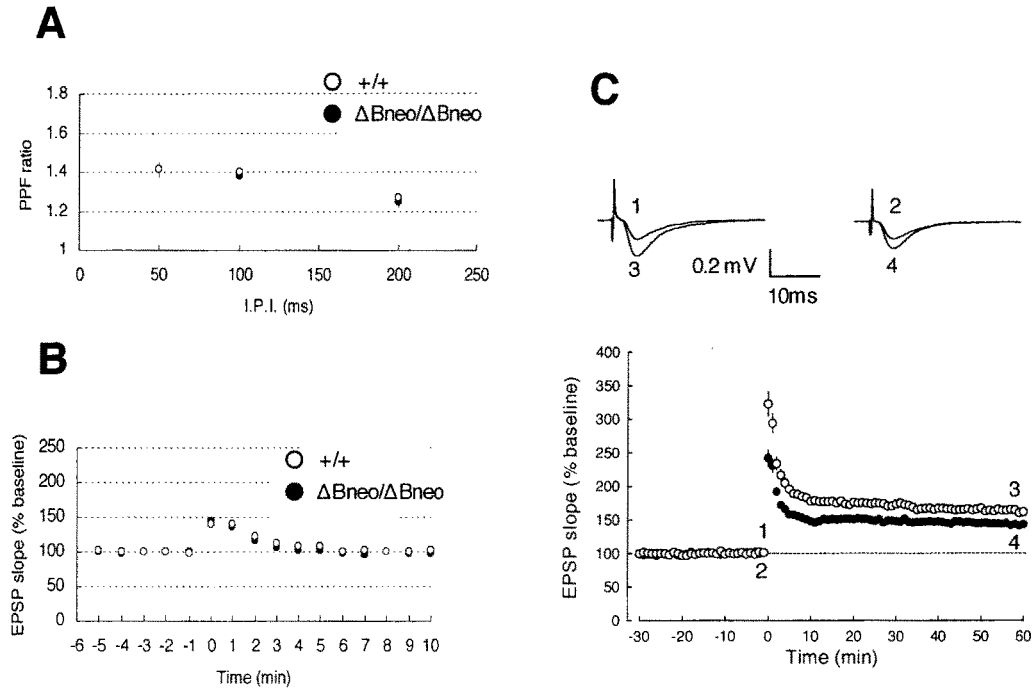 A
+/+
ΔBneo/ΔBneo
1.8
1.6
1.4
1.2
1
PPF ratio
0 50 100 150 200 250
I.P.I. (ms)
B
+/+
ΔBneo/ΔBneo
250
200
150
100
50
0
EPSP slope (% baseline)
-6 -5 -4 -3 -2 -1 0 1 2 3 4 5 6 7 8 9 10
Time (min)
C
1
3
2
4
0.2 mV
10ms
400
350
300
250
200
150
100
50
0
EPSP slope (% baseline)
1
2
3
4
-30 -20 -10 0 10 20 30 40 50 60
Time (min)